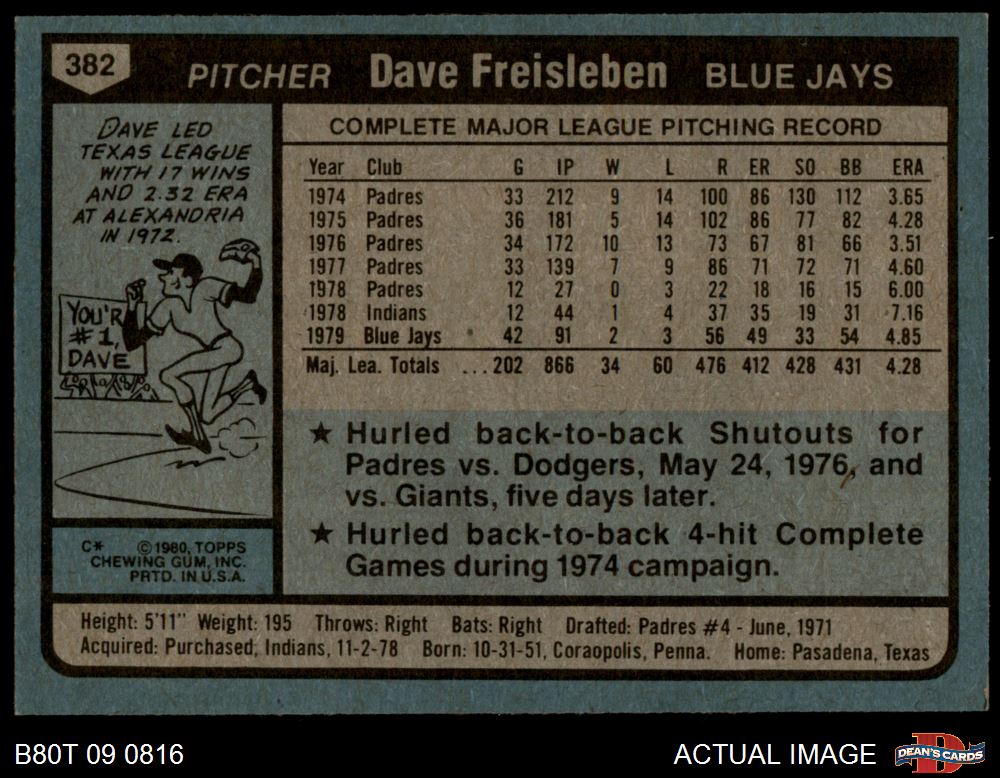 382 PITCHER Dave Freisleben BLUE JAYS
DAVE LED
TEXAS LEAGUE
WITH 17 WINS
AND 2.32 ERA
AT ALEXANDRIA
IN 1972.
YOU'R
#1,
DAVE
C* ©1980, TOPPS
CHEWING GUM, INC.
PRTD. IN U.S.A.
COMPLETE MAJOR LEAGUE PITCHING RECORD
Year Club G IP W L R ER SO BB ERA
1974 Padres 33 212 9 14 100 86 130 112 3.65
1975 Padres 36 181 5 14 102 86 77 82 4.28
1976 Padres 34 172 10 13 73 67 81 66 3.51
1977 Padres 33 139 7 9 86 71 72 71 4.60
1978 Padres 12 27 0 3 22 18 16 15 6.00
1978 Indians 12 44 1 4 37 35 19 31 7.16
1979 Blue Jays 42 91 2 3 56 49 33 54 4.85
Maj. Lea. Totals ...202 866 34 60 476 412 428 431 4.28
★ Hurled back-to-back Shutouts for
Padres vs. Dodgers, May 24, 1976, and
vs. Giants, five days later.
★ Hurled back-to-back 4-hit Complete
Games during 1974 campaign.
Height: 5'11" Weight: 195 Throws: Right Bats: Right Drafted: Padres #4 - June, 1971
Acquired: Purchased, Indians, 11-2-78 Born: 10-31-51, Coraopolis, Penna. Home: Pasadena, Texas
B80T 09 0816 ACTUAL IMAGE DEAN'S CARDS